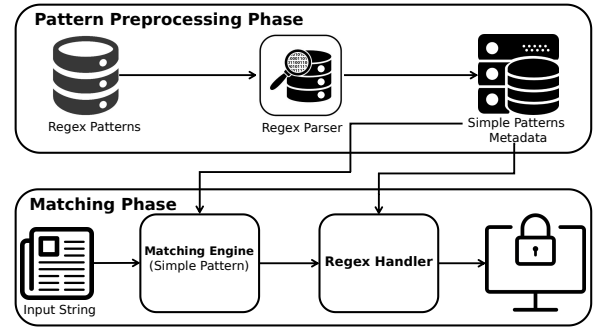 Pattern Preprocessing Phase
Regex Patterns
Regex Parser
Simple Patterns
Metadata
Matching Phase
Input String
Matching Engine
(Simple Pattern)
Regex Handler